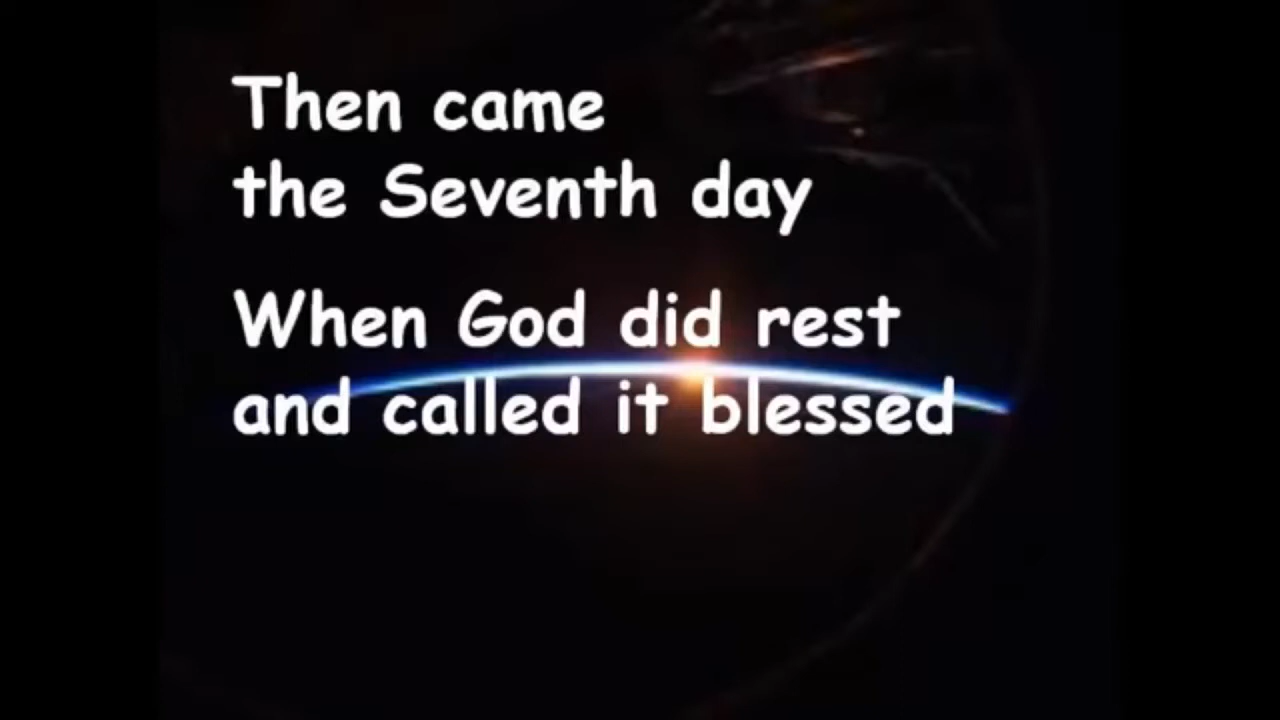 Then came
the Seventh day
When God did rest
and called it blessed